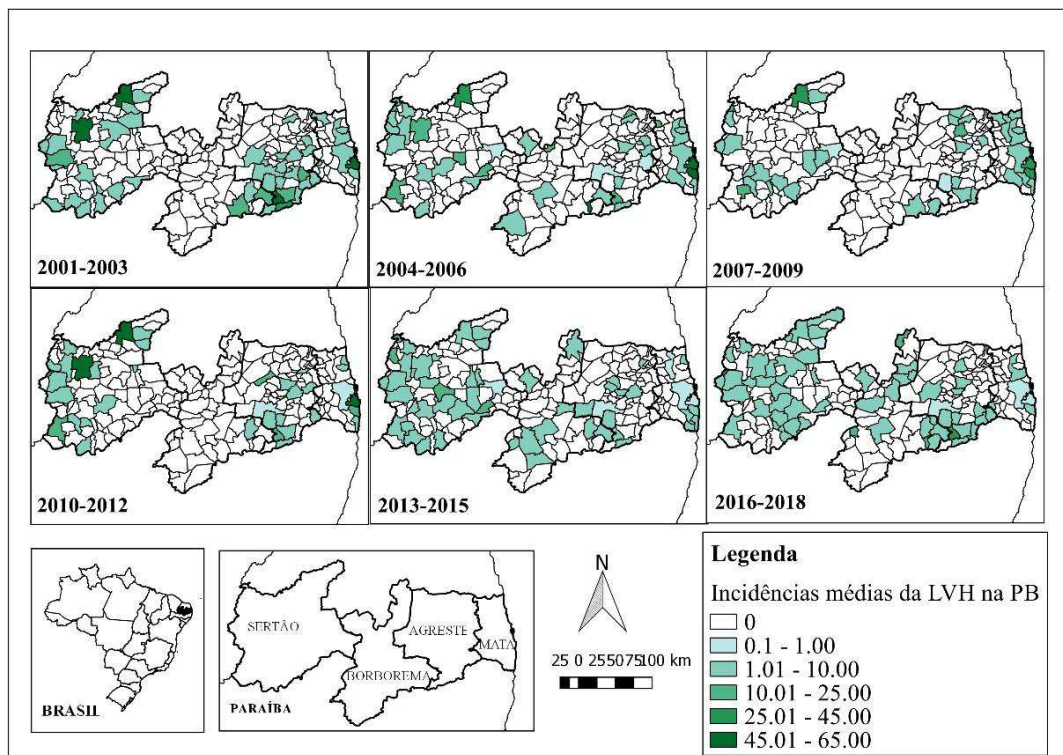 2001-2003
2004-2006
2007-2009
2010-2012
2013-2015
2016-2018
BRASIL
SERTÃO
AGRESTE
MATA
BORBOREMA
PARAÍBA
N
25 0 255075100 km
Legenda
Incidências médias da LVH na PB
0
0.1 - 1.00
1.01 - 10.00
10.01 - 25.00
25.01 - 45.00
45.01 - 65.00